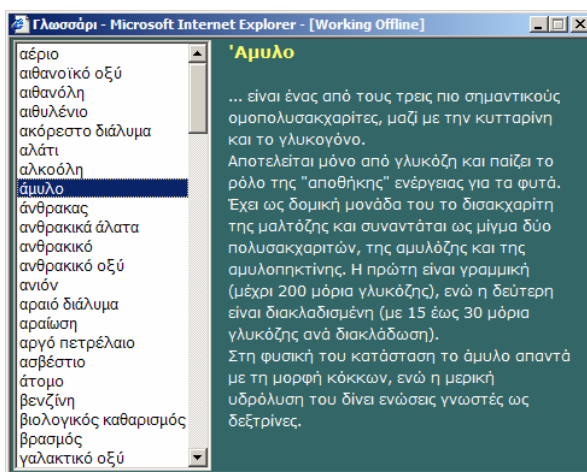 Γλωσσάρι - Microsoft Internet Explorer - [Working Offline]
αέριο
αιθανοϊκό οξύ
αιθανόλη
αιθυλένιο
ακόρεστο διάλυμα
αλάτι
αλκοόλη
άμυλο
άνθρακας
ανθρακικά άλατα
ανθρακικό
ανθρακικό οξύ
ανιόν
αραιό διάλυμα
αραίωση
αργό πετρέλαιο
ασβέστιο
άτομο
βενζίνη
βιολογικός καθαρισμός
βρασμός
γαλακτικό οξύ
'Αμυλο
... είναι ένας από τους τρεις πιο σημαντικούς
ομοπολυσακχαρίτες, μαζί με την κυτταρίνη
και το γλυκογόνο.
Αποτελείται μόνο από γλυκόζη και παίζει το
ρόλο της "αποθήκης" ενέργειας για τα φυτά.
Έχει ως δομική μονάδα του το δισακχαρίτη
της μαλτόζης και συναντάται ως μίγμα δύο
πολυσακχαριτών, της αμυλόζης και της
αμυλοπηκτίνης. Η πρώτη είναι γραμμική
(μέχρι 200 μόρια γλυκόζης), ενώ η δεύτερη
είναι διακλαδισμένη (με 15 έως 30 μόρια
γλυκόζης ανά διακλάδωση).
Στη φυσική του κατάσταση το άμυλο απαντά
με τη μορφή κόκκων, ενώ η μερική
υδρόλυση του δίνει ενώσεις γνωστές ως
δεξτρίνες.